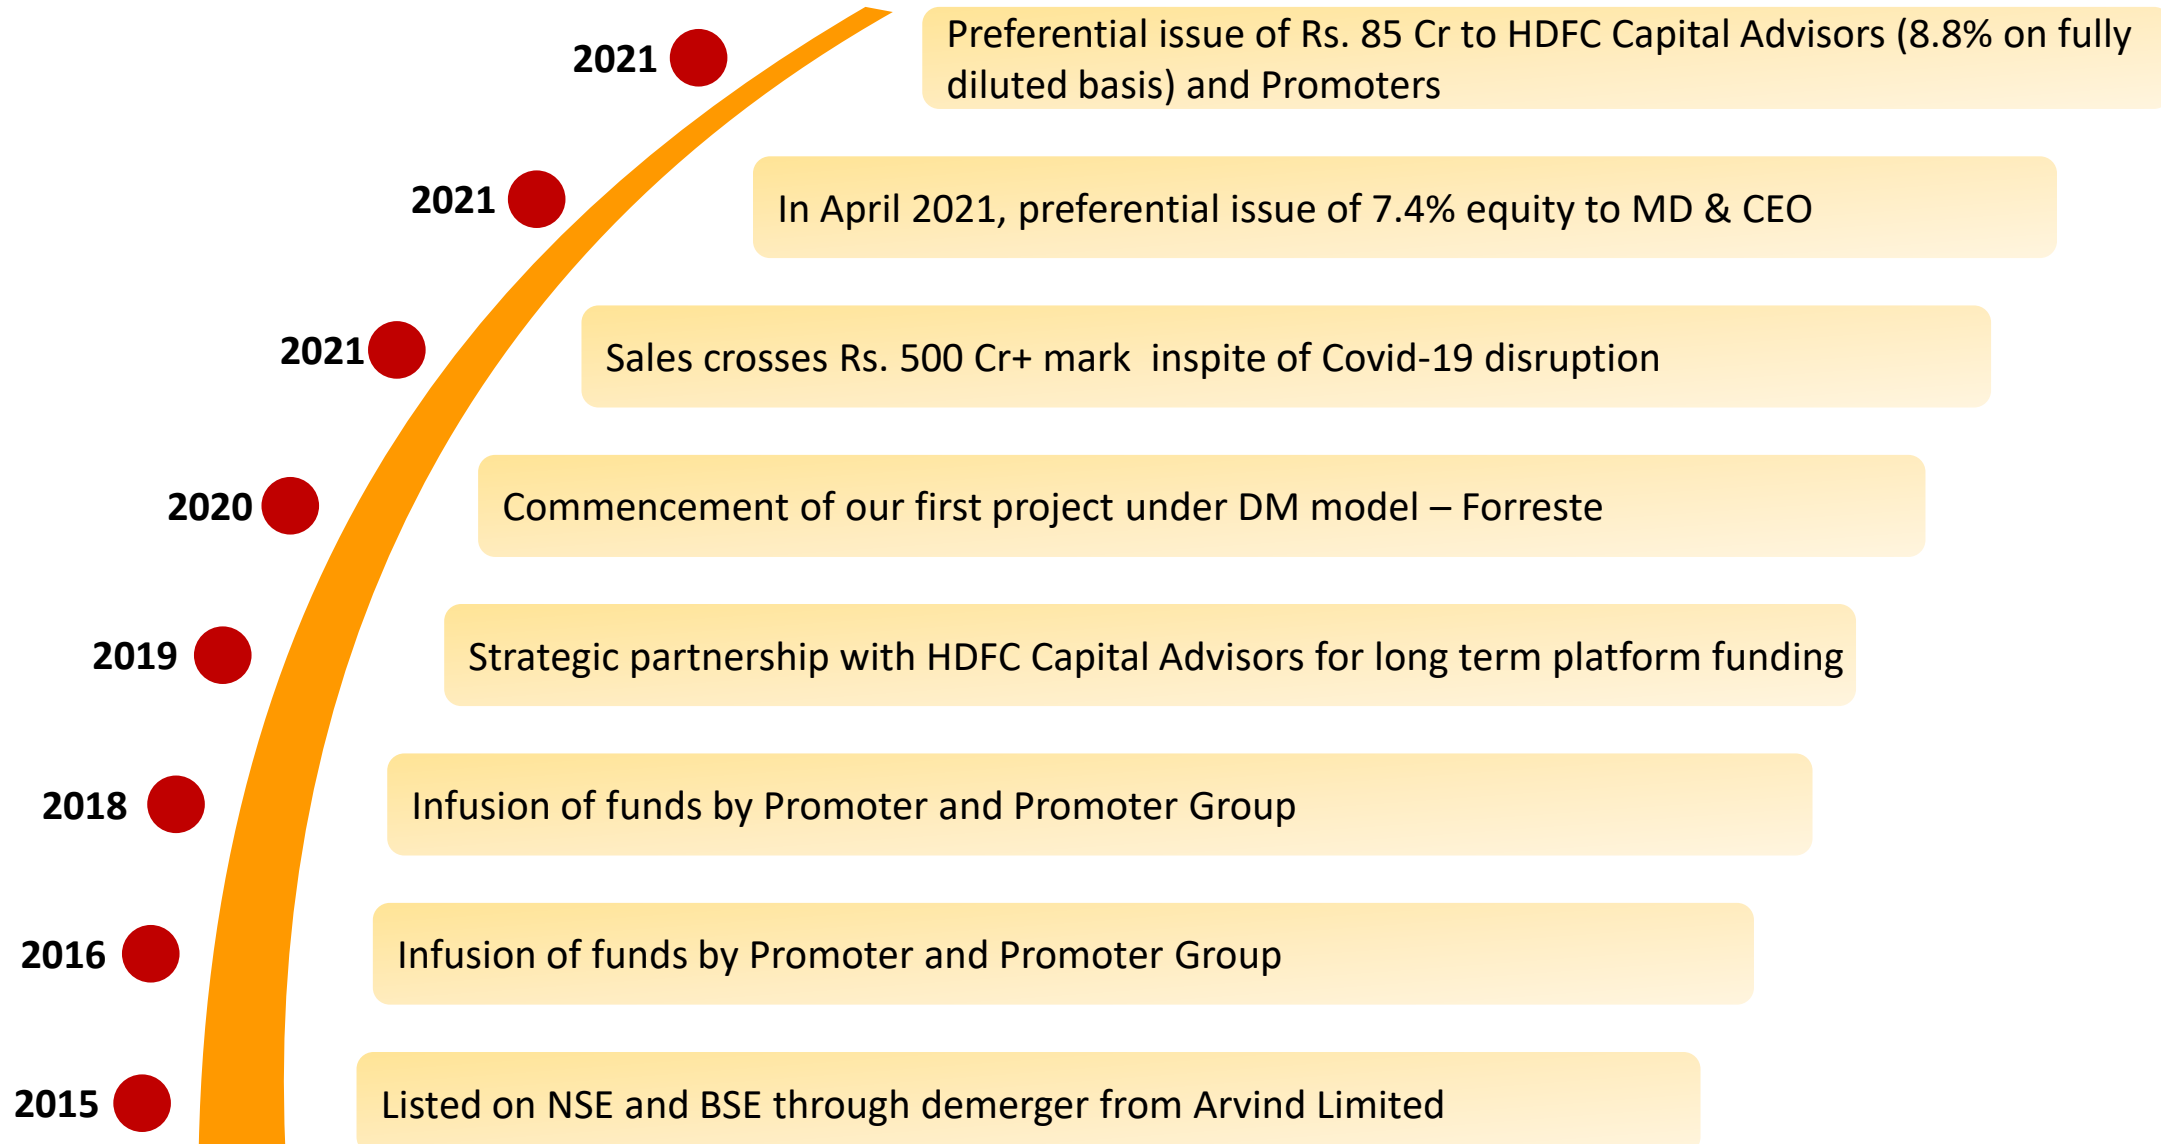 2021
Preferential issue of Rs. 85 Cr to HDFC Capital Advisors (8.8% on fully
diluted basis) and Promoters
2021
In April 2021, preferential issue of 7.4% equity to MD & CEO
2021
Sales crosses Rs. 500 Cr+ mark  inspite of Covid-19 disruption
2020
Commencement of our first project under DM model – Forreste
2019
Strategic partnership with HDFC Capital Advisors for long term platform funding
2018
Infusion of funds by Promoter and Promoter Group
2016
Infusion of funds by Promoter and Promoter Group
2015
Listed on NSE and BSE through demerger from Arvind Limited